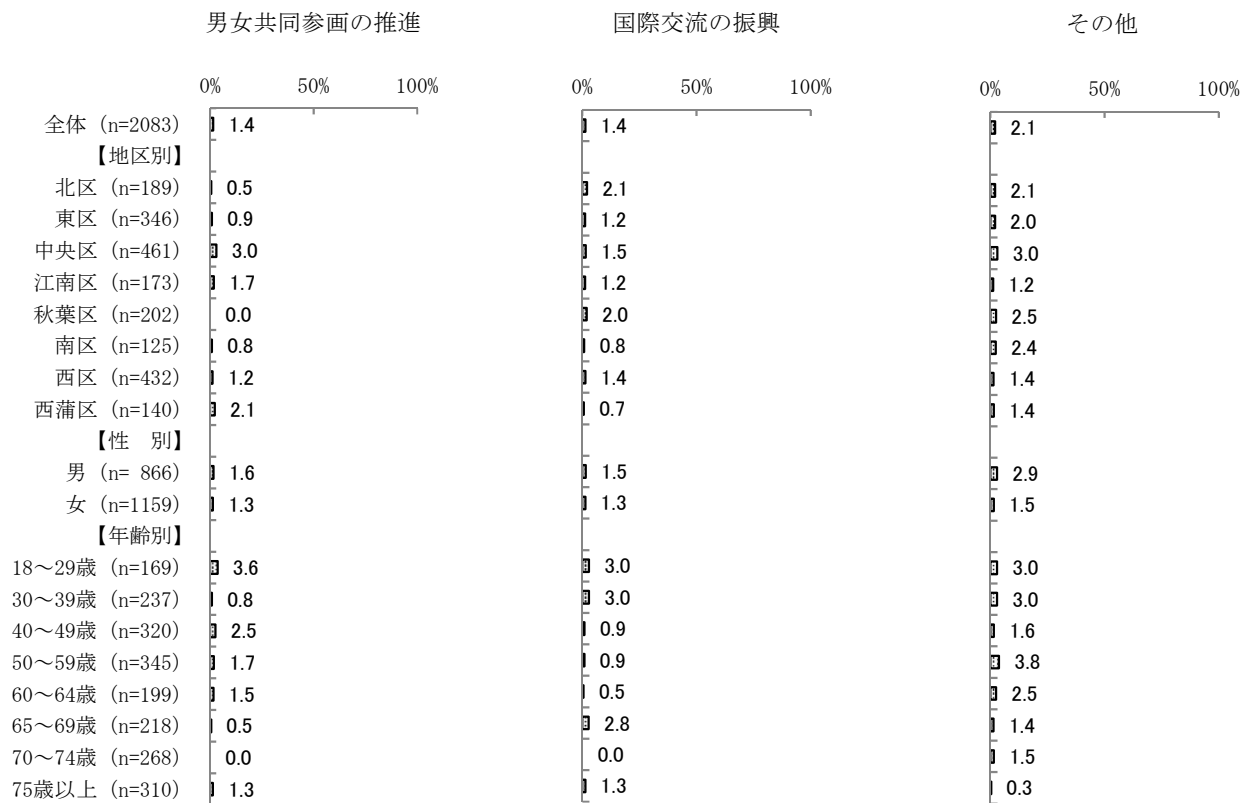 男女共同参画の推進 国際交流の振興 その他
0% 50% 100% 0% 50% 100% 0% 50% 100%
全体 (n=2083) 1.4 1.4 2.1
【地区別】
北区 (n=189) 0.5 2.1 2.1
東区 (n=346) 0.9 1.2 2.0
中央区 (n=461) 3.0 1.5 3.0
江南区 (n=173) 1.7 1.2 1.2
秋葉区 (n=202) 0.0 2.0 2.5
南区 (n=125) 0.8 0.8 2.4
西区 (n=432) 1.2 1.4 1.4
西蒲区 (n=140) 2.1 0.7 1.4
【性　別】
男 (n= 866) 1.6 1.5 2.9
女 (n=1159) 1.3 1.3 1.5
【年齢別】
18～29歳 (n=169) 3.6 3.0 3.0
30～39歳 (n=237) 0.8 3.0 3.0
40～49歳 (n=320) 2.5 0.9 1.6
50～59歳 (n=345) 1.7 0.9 3.8
60～64歳 (n=199) 1.5 0.5 2.5
65～69歳 (n=218) 0.5 2.8 1.4
70～74歳 (n=268) 0.0 0.0 1.5
75歳以上 (n=310) 1.3 1.3 0.3